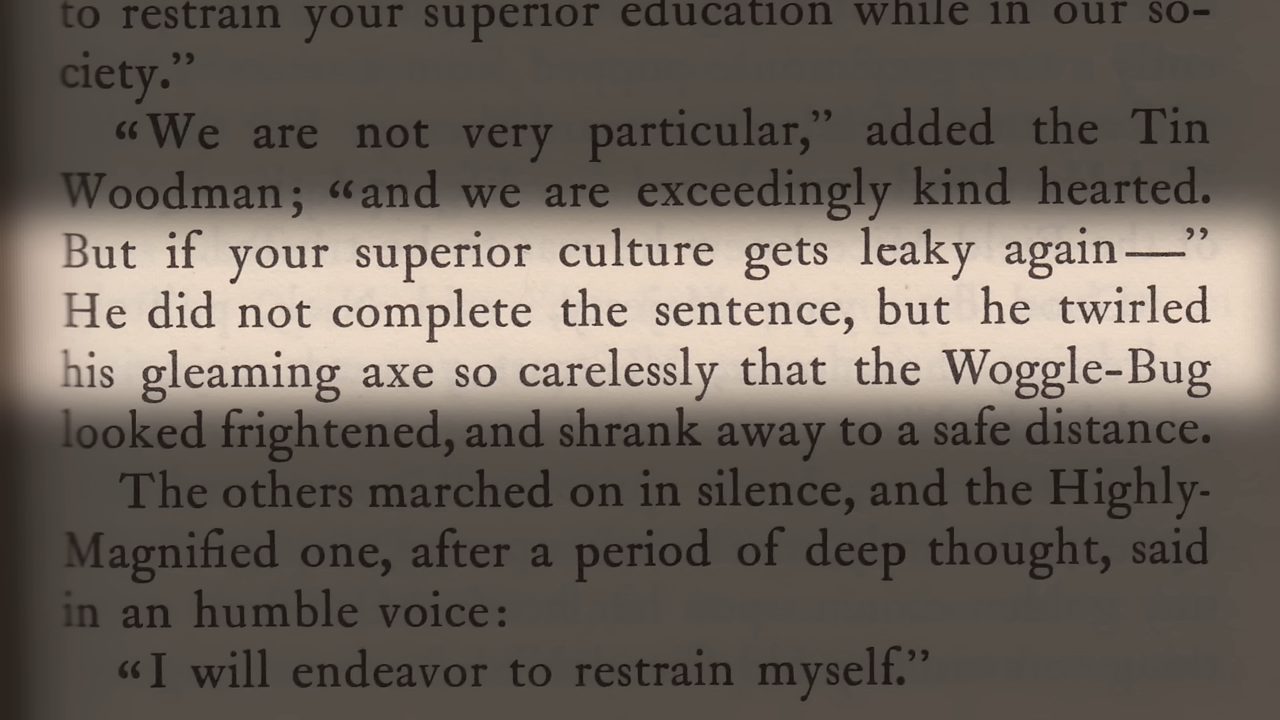 to restrain your superior education while in our so-
ciety.”
“We are not very particular,” added the Tin
Woodman; “and we are exceedingly kind hearted.
But if your superior culture gets leaky again—”
He did not complete the sentence, but he twirled
his gleaming axe so carelessly that the Woggle-Bug
looked frightened, and shrank away to a safe distance.
The others marched on in silence, and the Highly-
Magnified one, after a period of deep thought, said
in an humble voice:
“I will endeavor to restrain myself.”